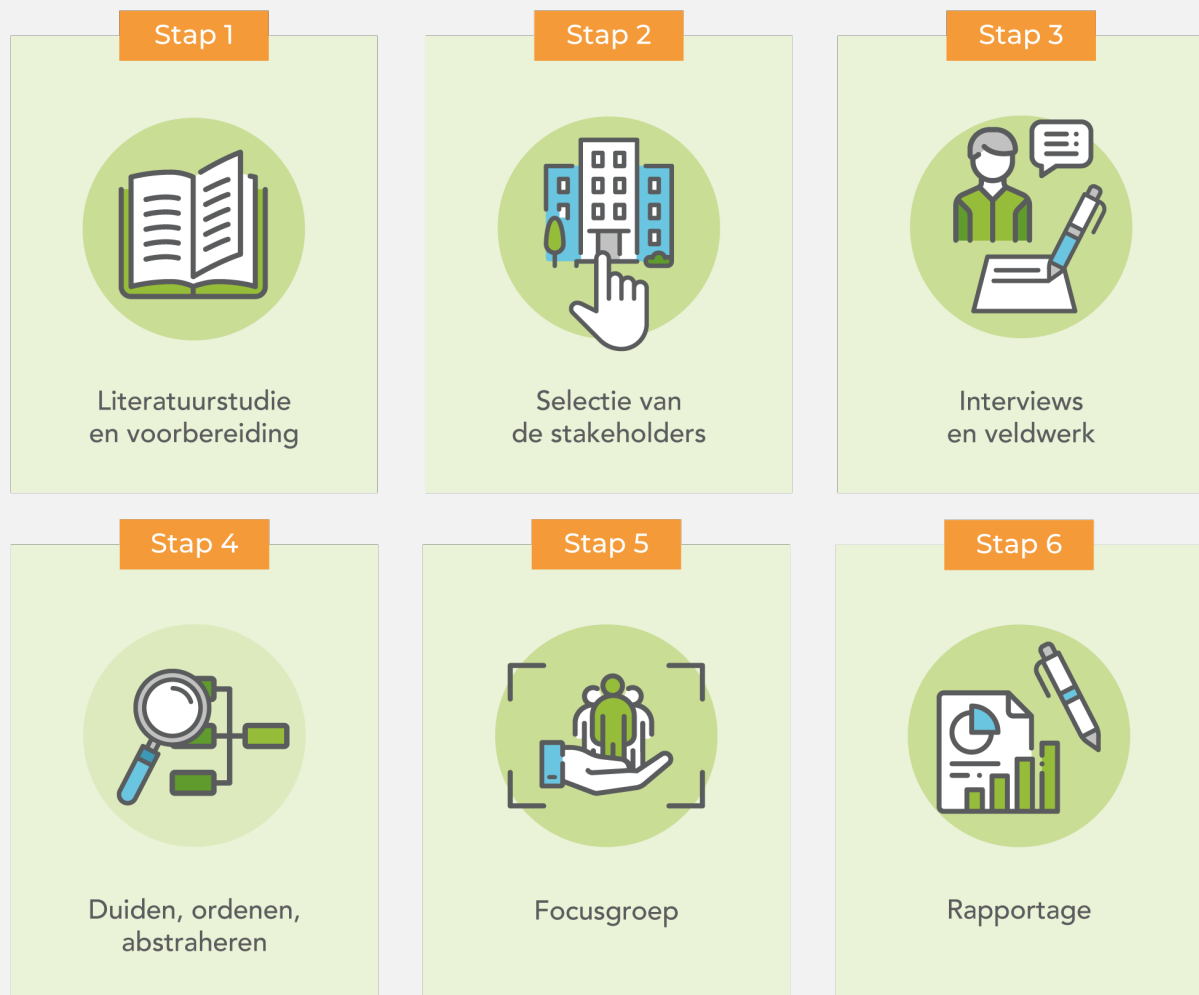 Stap 1
Literatuurstudie
en voorbereiding
Stap 2
Selectie van
de stakeholders
Stap 3
Interviews
en veldwerk
Stap 4
Duiden, ordenen,
abstraheren
Stap 5
Focusgroep
Stap 6
Rapportage